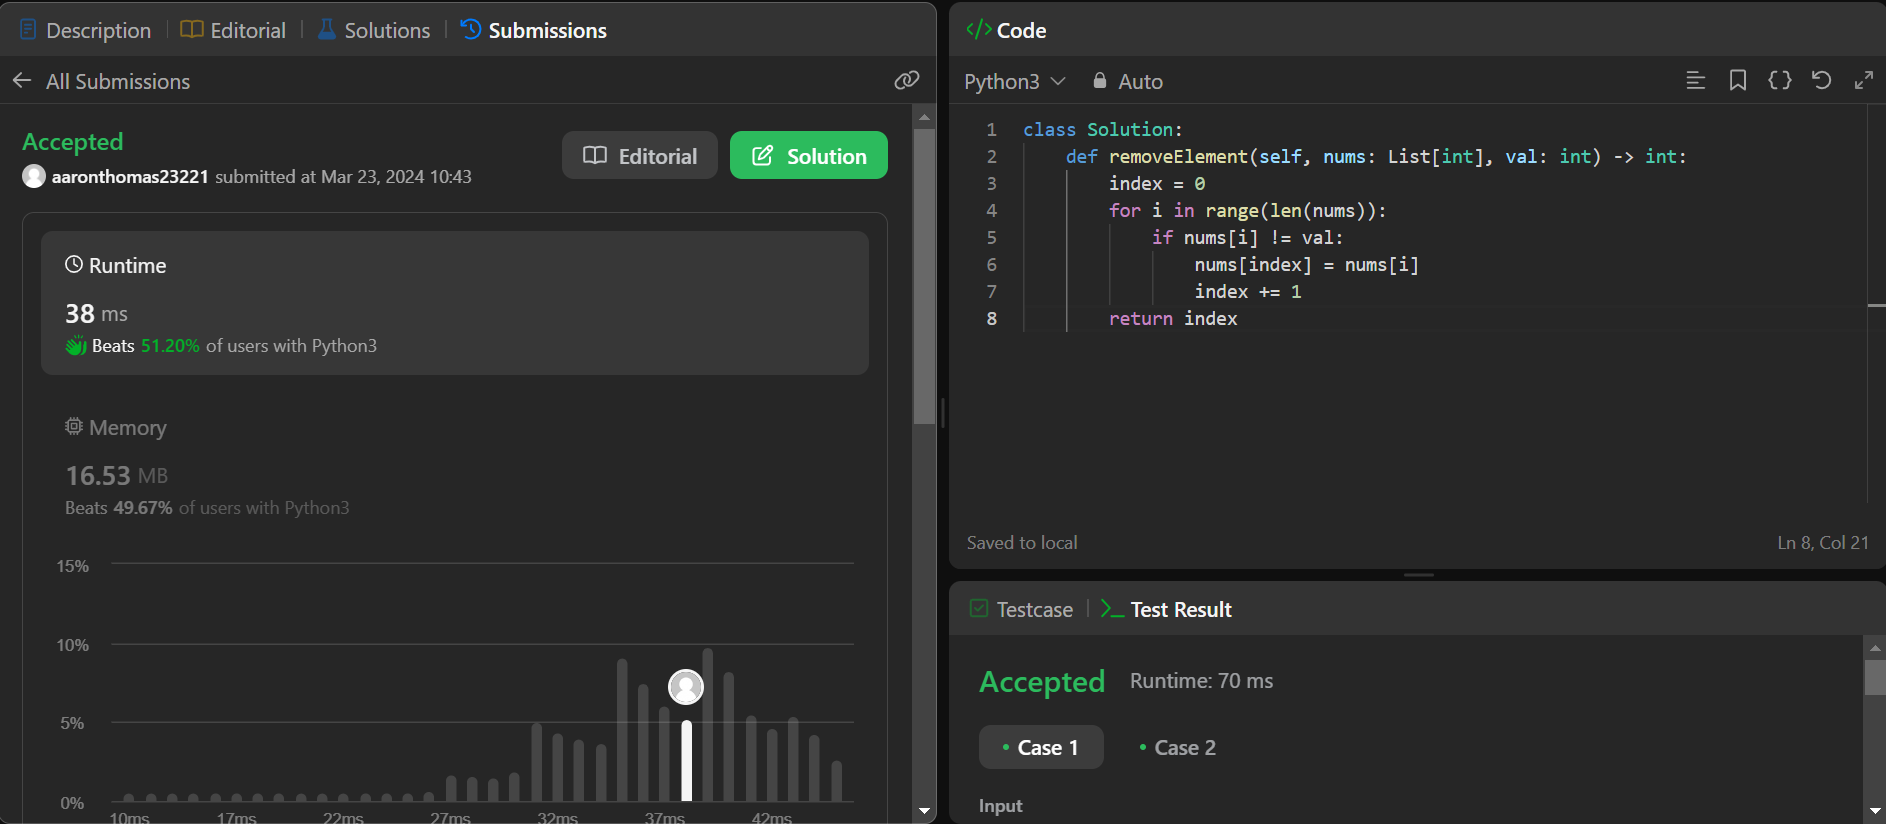 Description
Editorial
Solutions
Submissions
All Submissions
Accepted
aaronthomas23221 submitted at Mar 23, 2024 10:43
Editorial
Solution
Runtime
38 ms
Beats 51.20% of users with Python3
Memory
16.53 MB
Beats 49.67% of users with Python3
15%
10%
5%
0%
10ms 17ms 22ms 27ms 32ms 37ms 42ms
</> Code
Python3
Auto
1 class Solution:
2     def removeElement(self, nums: List[int], val: int) -> int:
3         index = 0
4         for i in range(len(nums)):
5             if nums[i] != val:
6                 nums[index] = nums[i]
7                 index += 1
8         return index
Saved to local
Ln 8, Col 21
Testcase
Test Result
Accepted Runtime: 70 ms
• Case 1
• Case 2
Input